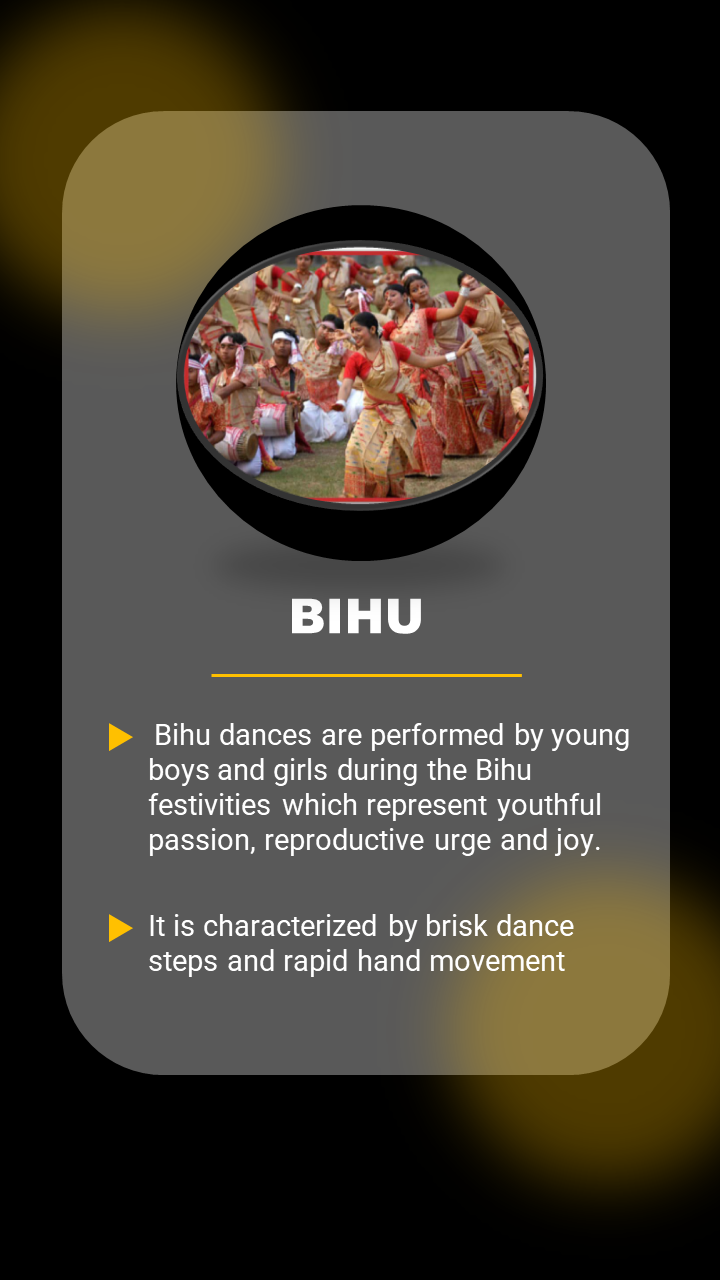 BIHU
Bihu dances are performed by young
boys and girls during the Bihu
festivities which represent youthful
passion, reproductive urge and joy.
It is characterized by brisk dance
steps and rapid hand movement